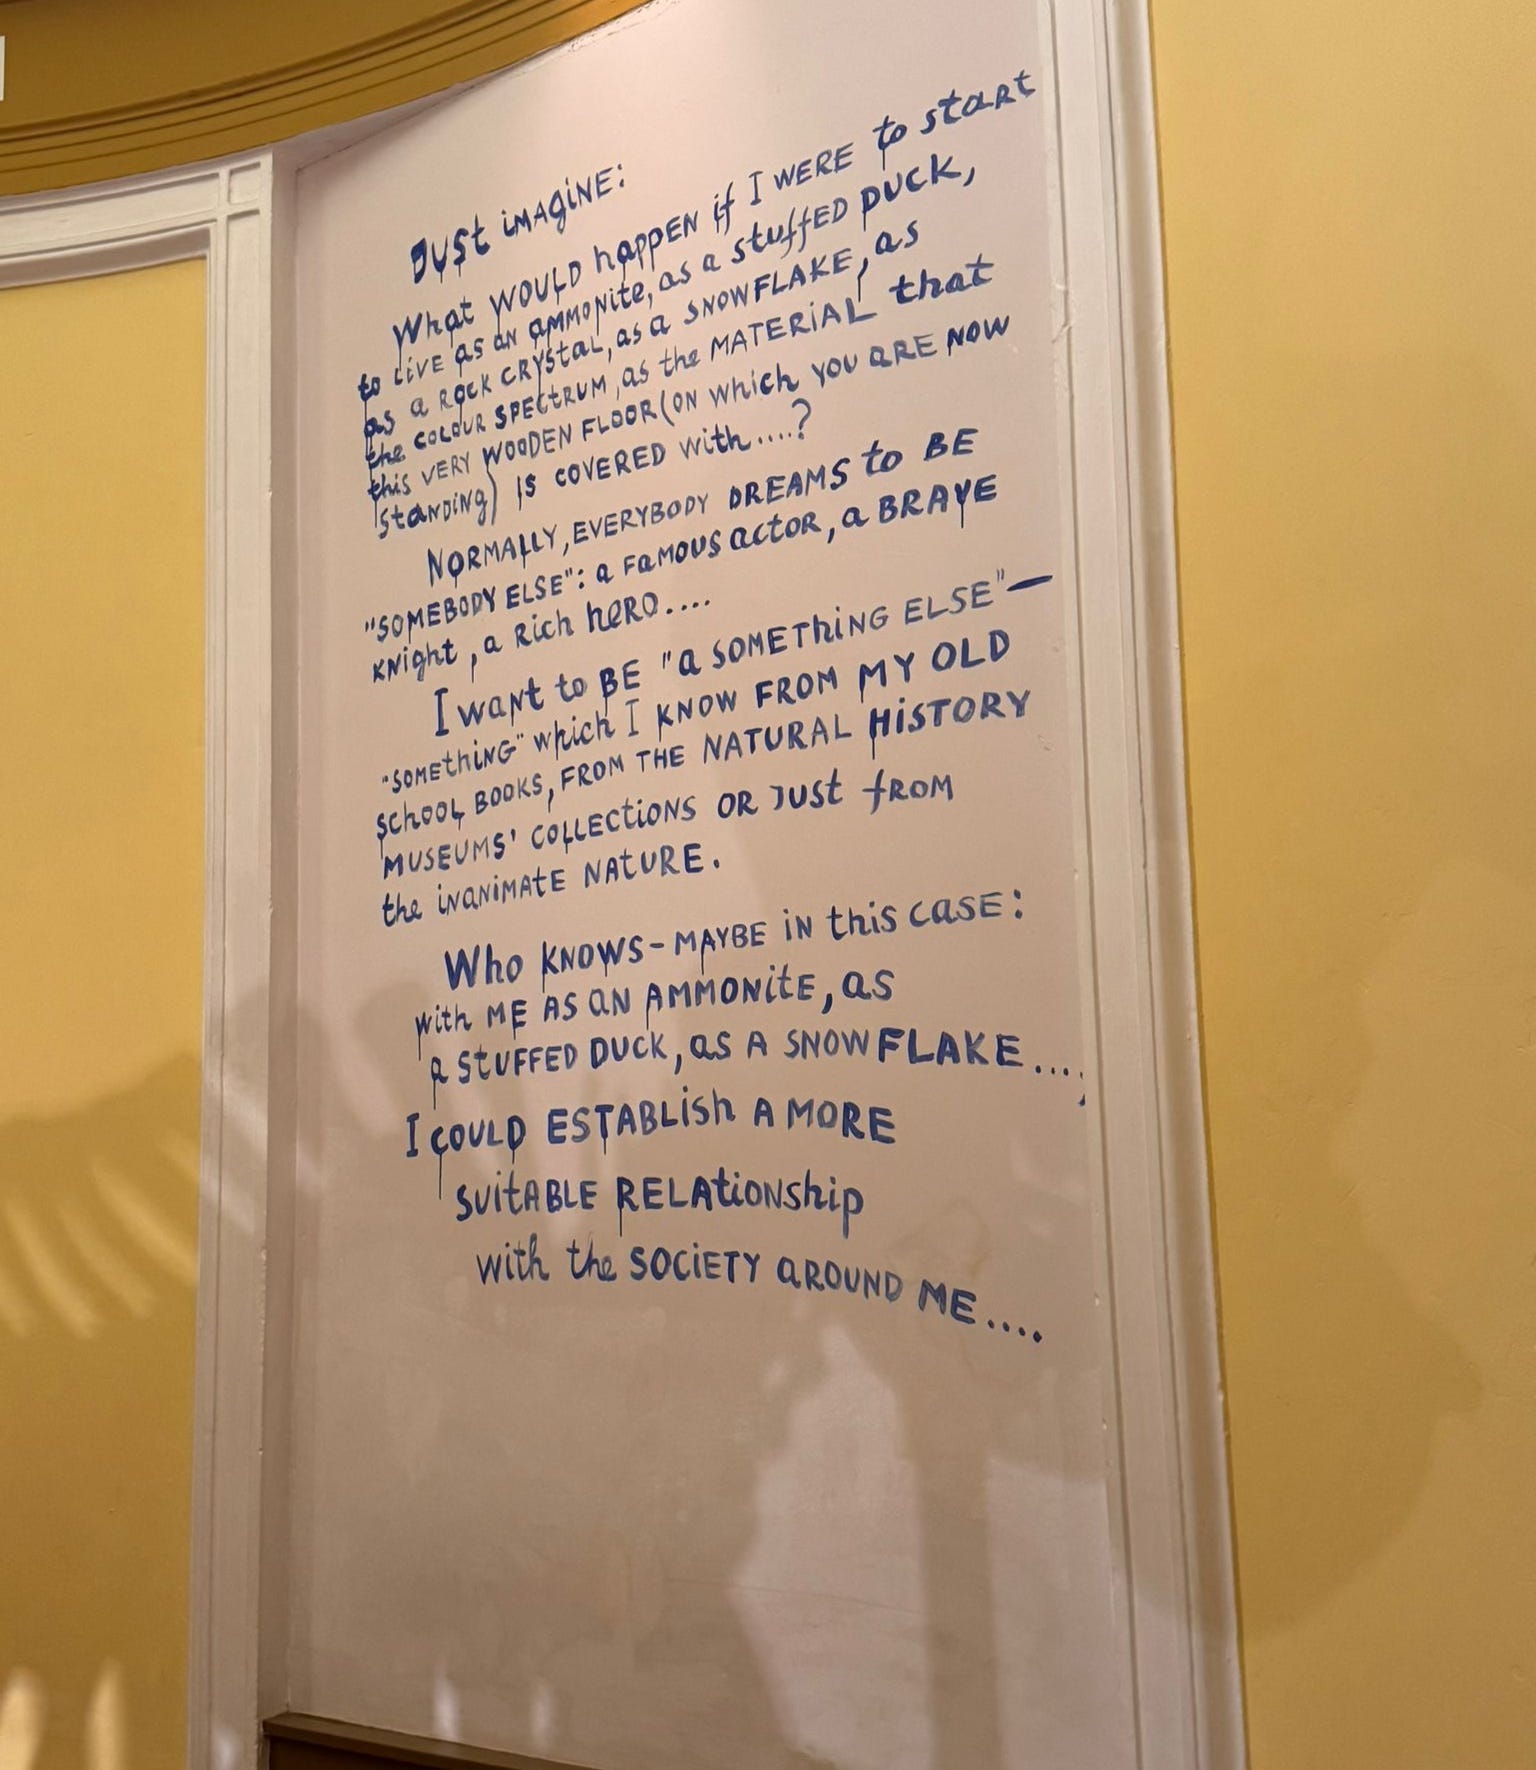 Just imagine:
What would happen if I were to start
to live as an ammonite, as a stuffed duck,
as a rock crystal, as a snowflake, as
the colour spectrum, as the material that
this very wooden floor (on which you are now
standing) is covered with....?
Normally, everybody dreams to be
"somebody else": a famous actor, a brave
knight, a rich hero....
I want to be "a something else" —
"something" which I know from my old
school books, from the natural history
museums' collections or just from
the inanimate nature.
Who knows - maybe in this case:
with me as an ammonite, as
a stuffed duck, as a snowflake....,
I could establish a more
suitable relationship
with the society around me....